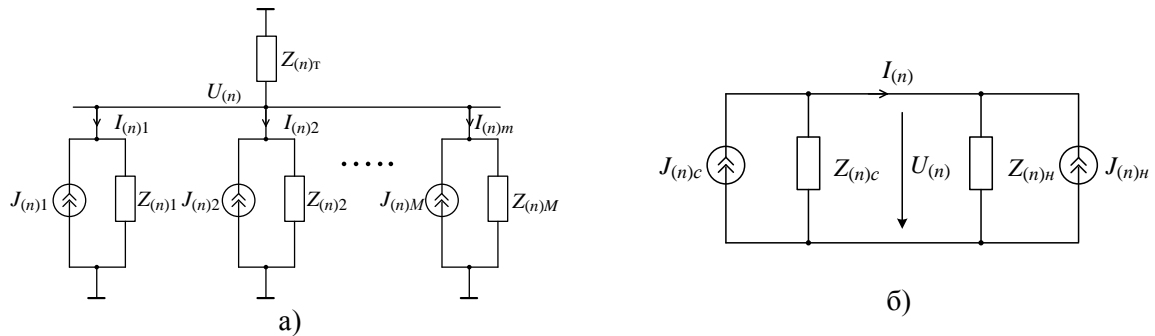 Z(n)т
U(n)
I(n)1
I(n)2
I(n)m
J(n)1
Z(n)1
J(n)2
Z(n)2
.....
J(n)M
Z(n)M
а)
I(n)
J(n)c
Z(n)c
U(n)
Z(n)н
J(n)н
б)